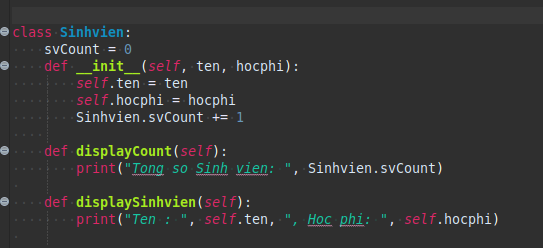 class Sinhvien:
svCount = 0
def __init__(self, ten, hocphi):
self.ten = ten
self.hocphi = hocphi
Sinhvien.svCount += 1
def displayCount(self):
print("Tong so Sinh vien: ", Sinhvien.svCount)
def displaySinhvien(self):
print("Ten : ", self.ten, ", Hoc phi: ", self.hocphi)